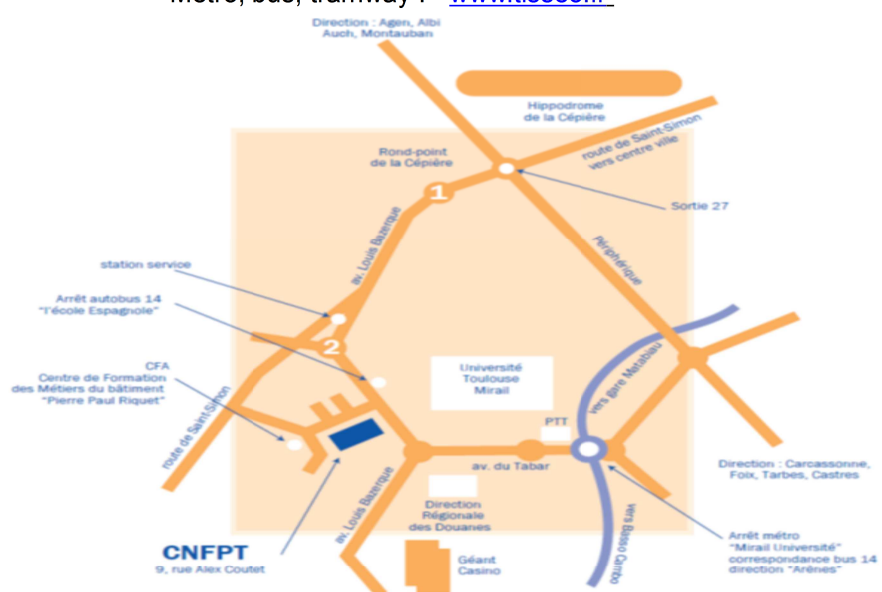 Métro, bus, tramway :
Direction : Agen, Albi
Auch, Montauban
Hippodrome
de la Cépière
route de Saint-Simon
vers centre ville
Rond-point
de la Cépière
1
Sortie 27
av. Louis Bazerque
Périphérique
station service
Arrêt autobus 14
"l'école Espagnole"
2
CFA
Centre de Formation
des Métiers du bâtiment
"Pierre Paul Riquet"
Université
Toulouse
Mirail
vers gare Matabiau
route de Saint-Simon
PTT
av. du Tabar
Direction : Carcassonne,
Foix, Tarbes, Castres
av. Louis Bazerque
Direction
Régionale
des Douanes
vers Basso Cambo
Arrêt métro
"Mirail Université"
correspondance bus 14
direction "Arènes"
CNFPT
9, rue Alex Coutet
Géant
Casino